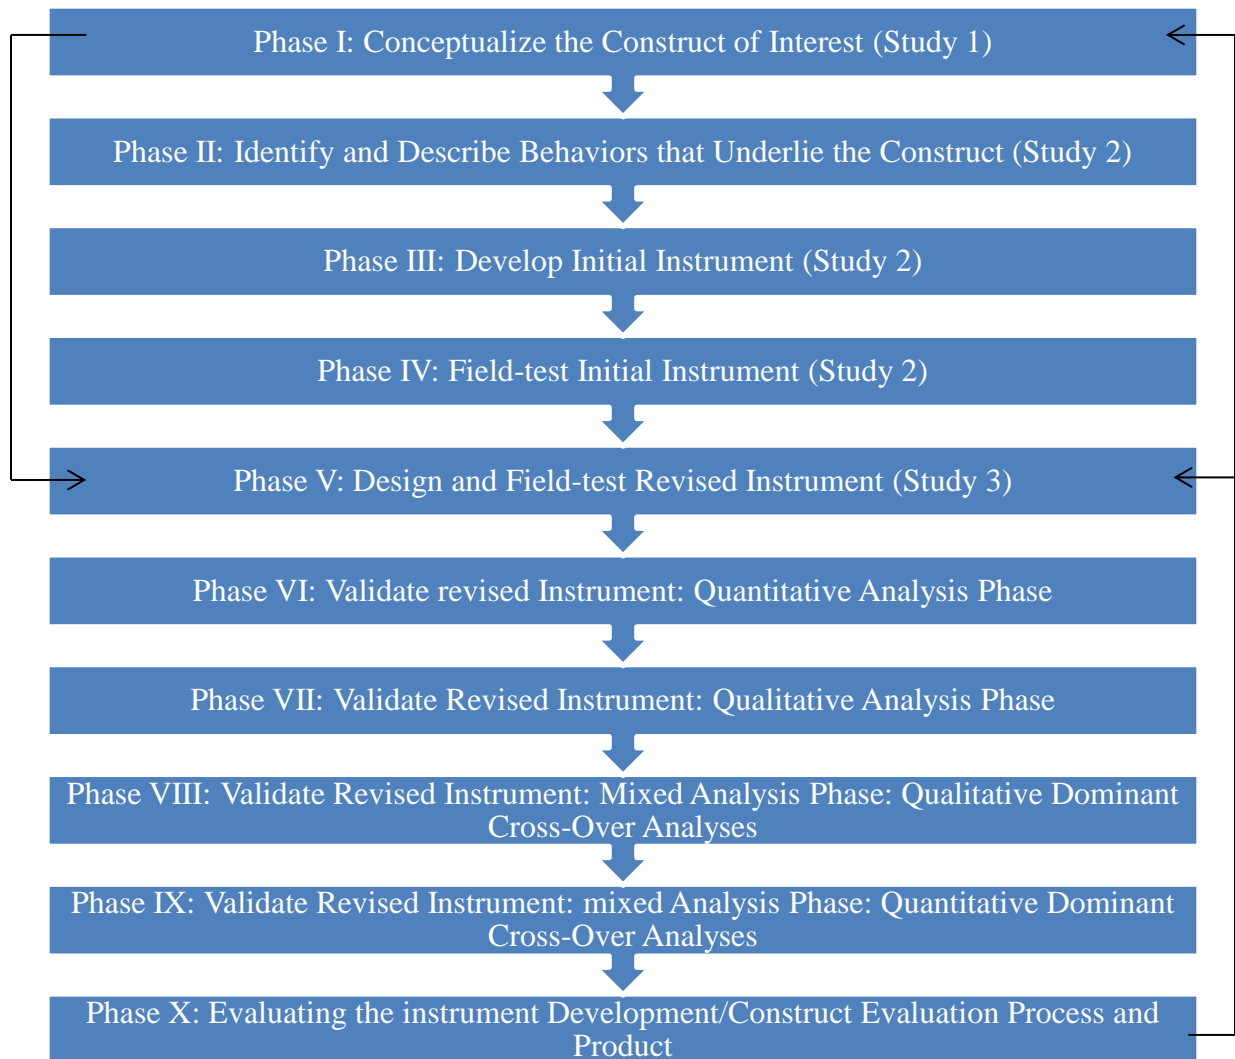 Phase I: Conceptualize the Construct of Interest (Study 1)
Phase II: Identify and Describe Behaviors that Underlie the Construct (Study 2)
Phase III: Develop Initial Instrument (Study 2)
Phase IV: Field-test Initial Instrument (Study 2)
Phase V: Design and Field-test Revised Instrument (Study 3)
Phase VI: Validate revised Instrument: Quantitative Analysis Phase
Phase VII: Validate Revised Instrument: Qualitative Analysis Phase
Phase VIII: Validate Revised Instrument: Mixed Analysis Phase: Qualitative Dominant
Cross-Over Analyses
Phase IX: Validate Revised Instrument: mixed Analysis Phase: Quantitative Dominant
Cross-Over Analyses
Phase X: Evaluating the instrument Development/Construct Evaluation Process and
Product